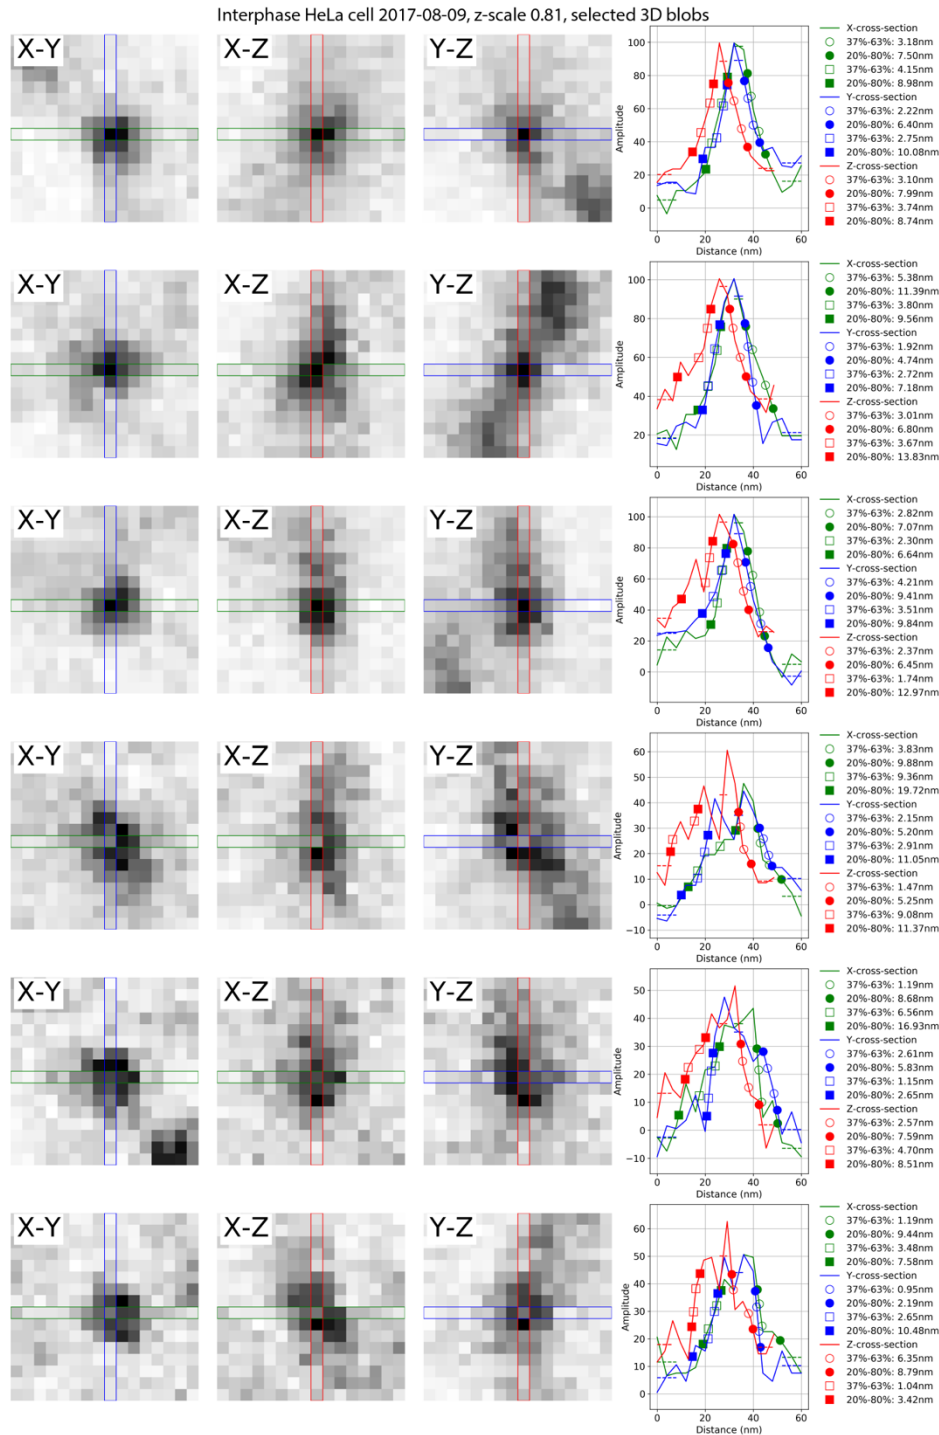 Interphase HeLa cell 2017-08-09, z-scale 0.81, selected 3D blobs
X-Y
X-Z
Y-Z
Amplitude
100
80
60
40
20
0
0 20 40 60
Distance (nm)
X-cross-section
37%-63%: 3.18nm
20%-80%: 7.50nm
37%-63%: 4.15nm
20%-80%: 8.98nm
Y-cross-section
37%-63%: 2.22nm
20%-80%: 6.40nm
37%-63%: 2.75nm
20%-80%: 10.08nm
Z-cross-section
37%-63%: 3.10nm
20%-80%: 7.99nm
37%-63%: 3.74nm
20%-80%: 8.74nm
X-Y
X-Z
Y-Z
Amplitude
100
80
60
40
20
0 20 40 60
Distance (nm)
X-cross-section
37%-63%: 5.38nm
20%-80%: 11.39nm
37%-63%: 3.80nm
20%-80%: 9.56nm
Y-cross-section
37%-63%: 1.92nm
20%-80%: 4.74nm
37%-63%: 2.72nm
20%-80%: 7.18nm
Z-cross-section
37%-63%: 3.01nm
20%-80%: 6.80nm
37%-63%: 3.67nm
20%-80%: 13.83nm
X-Y
X-Z
Y-Z
Amplitude
100
80
60
40
20
0
0 20 40 60
Distance (nm)
X-cross-section
37%-63%: 2.82nm
20%-80%: 7.07nm
37%-63%: 2.30nm
20%-80%: 6.64nm
Y-cross-section
37%-63%: 4.21nm
20%-80%: 9.41nm
37%-63%: 3.51nm
20%-80%: 9.84nm
Z-cross-section
37%-63%: 2.37nm
20%-80%: 6.45nm
37%-63%: 1.74nm
20%-80%: 12.97nm
X-Y
X-Z
Y-Z
Amplitude
60
50
40
30
20
10
0
−10
0 20 40 60
Distance (nm)
X-cross-section
37%-63%: 3.83nm
20%-80%: 9.88nm
37%-63%: 9.36nm
20%-80%: 19.72nm
Y-cross-section
37%-63%: 2.15nm
20%-80%: 5.20nm
37%-63%: 2.91nm
20%-80%: 11.05nm
Z-cross-section
37%-63%: 1.47nm
20%-80%: 5.25nm
37%-63%: 9.08nm
20%-80%: 11.37nm
X-Y
X-Z
Y-Z
Amplitude
50
40
30
20
10
0
−10
0 20 40 60
Distance (nm)
X-cross-section
37%-63%: 1.19nm
20%-80%: 8.68nm
37%-63%: 6.56nm
20%-80%: 16.93nm
Y-cross-section
37%-63%: 2.61nm
20%-80%: 5.83nm
37%-63%: 1.15nm
20%-80%: 2.65nm
Z-cross-section
37%-63%: 2.57nm
20%-80%: 7.59nm
37%-63%: 4.70nm
20%-80%: 8.51nm
X-Y
X-Z
Y-Z
Amplitude
60
50
40
30
20
10
0
0 20 40 60
Distance (nm)
X-cross-section
37%-63%: 1.19nm
20%-80%: 9.44nm
37%-63%: 3.48nm
20%-80%: 7.58nm
Y-cross-section
37%-63%: 0.95nm
20%-80%: 2.19nm
37%-63%: 2.65nm
20%-80%: 10.48nm
Z-cross-section
37%-63%: 6.35nm
20%-80%: 8.79nm
37%-63%: 1.04nm
20%-80%: 3.42nm